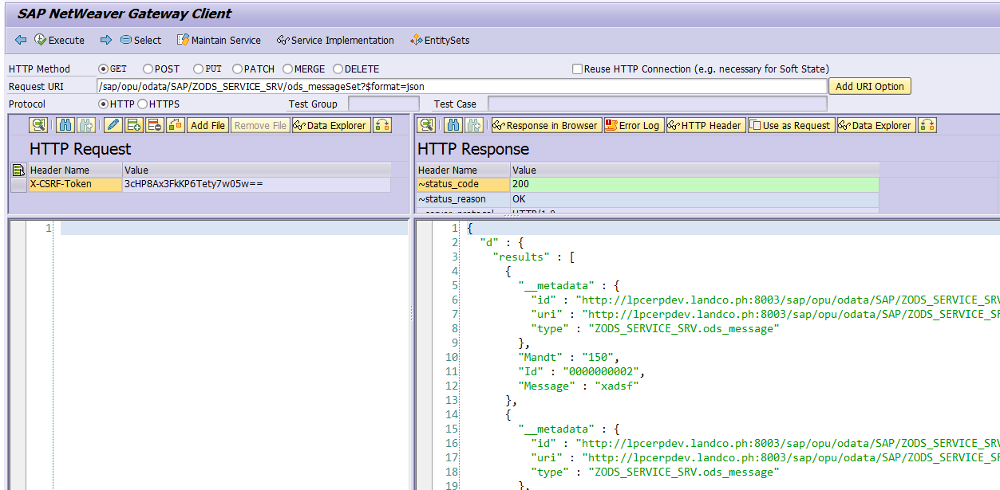 SAP NetWeaver Gateway Client
Execute Select Maintain Service Service Implementation EntitySets
HTTP Method GET POST PUT PATCH MERGE DELETE Reuse HTTP Connection (e.g. necessary for Soft State)
Request URI /sap/opu/odata/SAP/ZODS_SERVICE_SRV/ods_messageSet?$format=json Add URI Option
Protocol HTTP HTTPS Test Group Test Case
Add File Remove File Data Explorer
HTTP Request
Header Name Value
X-CSRF-Token 3cHP8Ax3FkKP6Tety7w05w==
1
Response in Browser Error Log HTTP Header Use as Request Data Explorer
HTTP Response
Header Name Value
~status_code 200
~status_reason OK
~server_protocol HTTP/1.0
1 {
2 "d" : {
3 "results" : [
4 {
5 "__metadata" : {
6 "id" : "http://lpcerpdev.landco.ph:8003/sap/opu/odata/SAP/ZODS_SERVICE_SRV
7 "uri" : "http://lpcerpdev.landco.ph:8003/sap/opu/odata/SAP/ZODS_SERVICE_SR
8 "type" : "ZODS_SERVICE_SRV.ods_message"
9 },
10 "Mandt" : "150",
11 "Id" : "0000000002",
12 "Message" : "xadsf"
13 },
14 {
15 "__metadata" : {
16 "id" : "http://lpcerpdev.landco.ph:8003/sap/opu/odata/SAP/ZODS_SERVICE_SRV
17 "uri" : "http://lpcerpdev.landco.ph:8003/sap/opu/odata/SAP/ZODS_SERVICE_SR
18 "type" : "ZODS_SERVICE_SRV.ods_message"
19 },